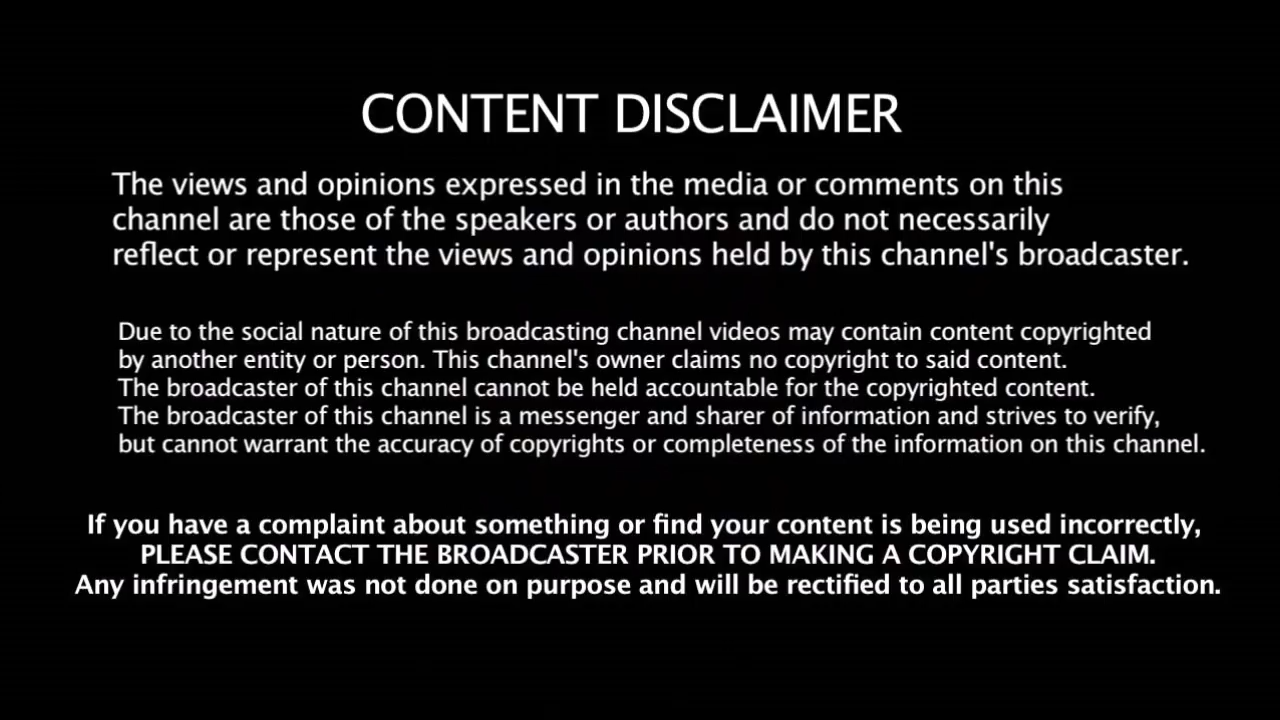 CONTENT DISCLAIMER
The views and opinions expressed in the media or comments on this
channel are those of the speakers or authors and do not necessarily
reflect or represent the views and opinions held by this channel's broadcaster.
Due to the social nature of this broadcasting channel videos may contain content copyrighted
by another entity or person. This channel's owner claims no copyright to said content.
The broadcaster of this channel cannot be held accountable for the copyrighted content.
The broadcaster of this channel is a messenger and sharer of information and strives to verify,
but cannot warrant the accuracy of copyrights or completeness of the information on this channel.
If you have a complaint about something or find your content is being used incorrectly,
PLEASE CONTACT THE BROADCASTER PRIOR TO MAKING A COPYRIGHT CLAIM.
Any infringement was not done on purpose and will be rectified to all parties satisfaction.